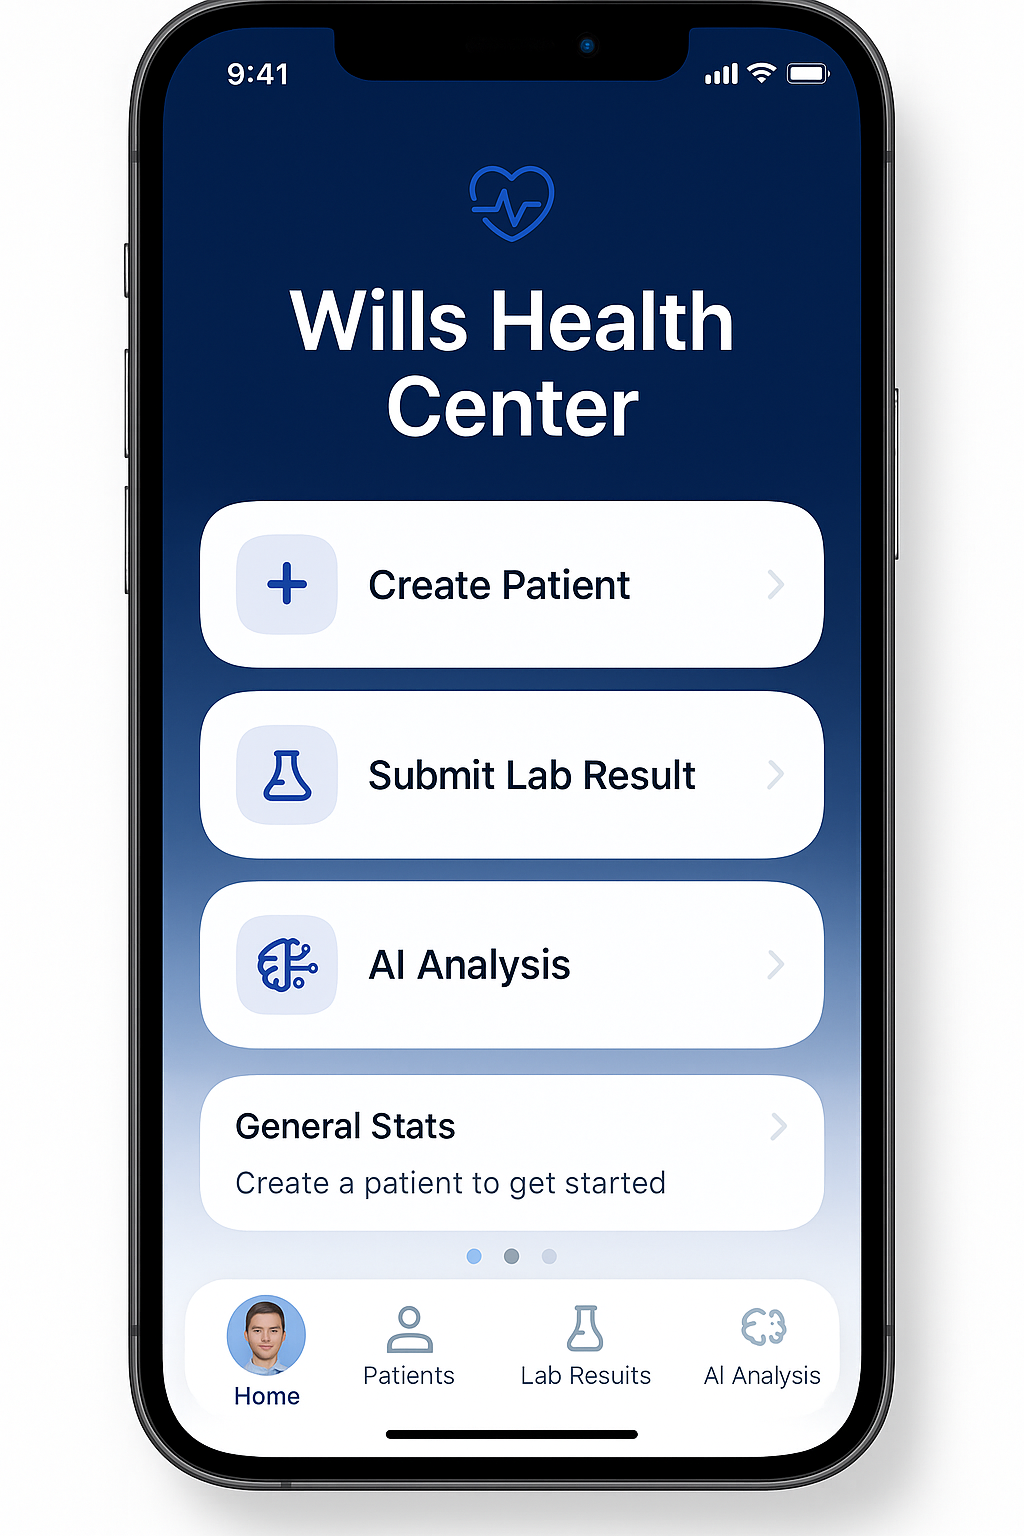 9:41
Wills Health
Center
Create Patient
Submit Lab Result
AI Analysis
General Stats
Create a patient to get started
Home
Patients
Lab Resuits
AI Analysis